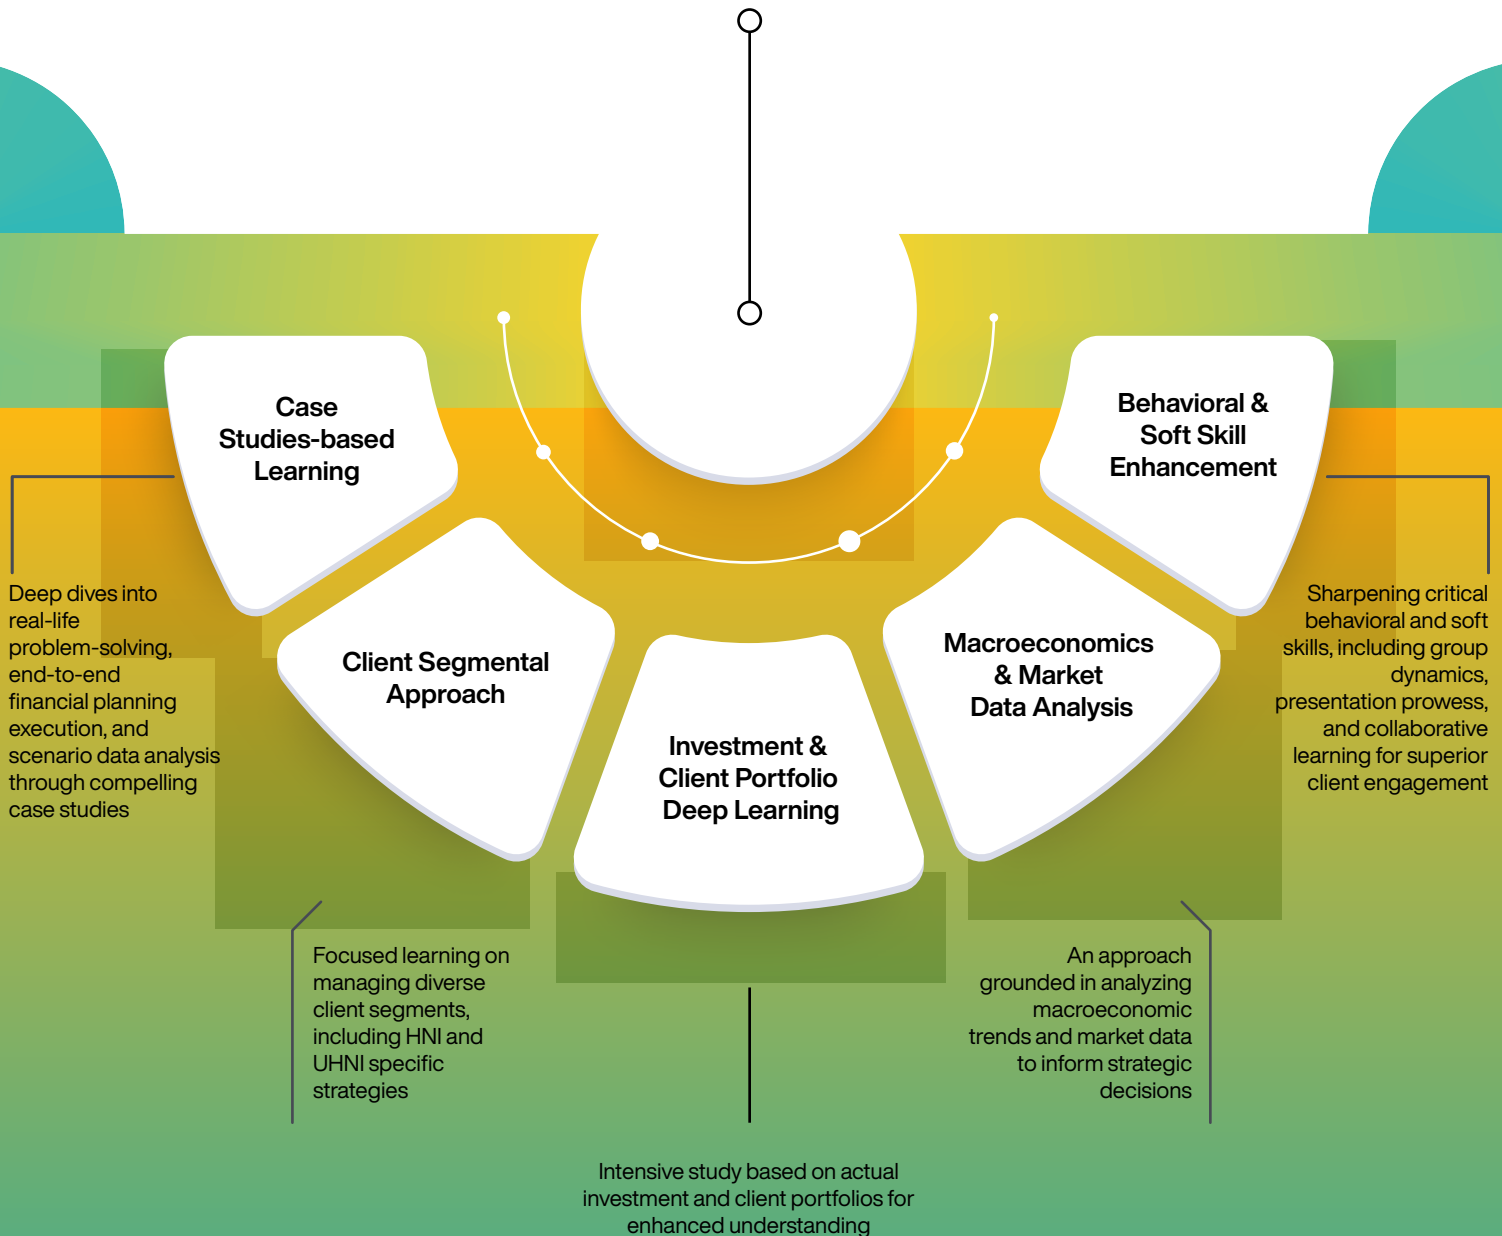 Case
Studies-based
Learning
Deep dives into
real-life
problem-solving,
end-to-end
financial planning
execution, and
scenario data analysis
through compelling
case studies
Client Segmental
Approach
Focused learning on
managing diverse
client segments,
including HNI and
UHNI specific
strategies
Investment &
Client Portfolio
Deep Learning
Intensive study based on actual
investment and client portfolios for
enhanced understanding
Macroeconomics
& Market
Data Analysis
An approach
grounded in analyzing
macroeconomic
trends and market data
to inform strategic
decisions
Behavioral &
Soft Skill
Enhancement
Sharpening critical
behavioral and soft
skills, including group
dynamics,
presentation prowess,
and collaborative
learning for superior
client engagement